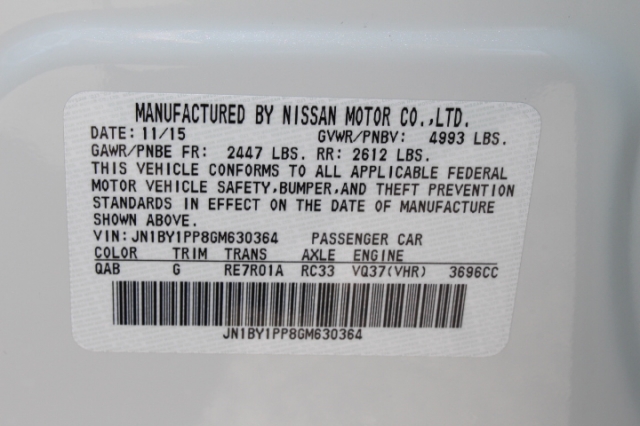 MANUFACTURED BY NISSAN MOTOR CO.,LTD.
DATE: 11/15 GVWR/PNBV: 4993 LBS.
GAWR/PNBE FR: 2447 LBS. RR: 2612 LBS.
THIS VEHICLE CONFORMS TO ALL APPLICABLE FEDERAL
MOTOR VEHICLE SAFETY,BUMPER,AND THEFT PREVENTION
STANDARDS IN EFFECT ON THE DATE OF MANUFACTURE
SHOWN ABOVE.
VIN:JN1BY1PP8GM630364 PASSENGER CAR
COLOR TRIM TRANS AXLE ENGINE
QAB G RE7R01A RC33 VQ37(VHR) 3696CC
JN1BY1PP8GM630364